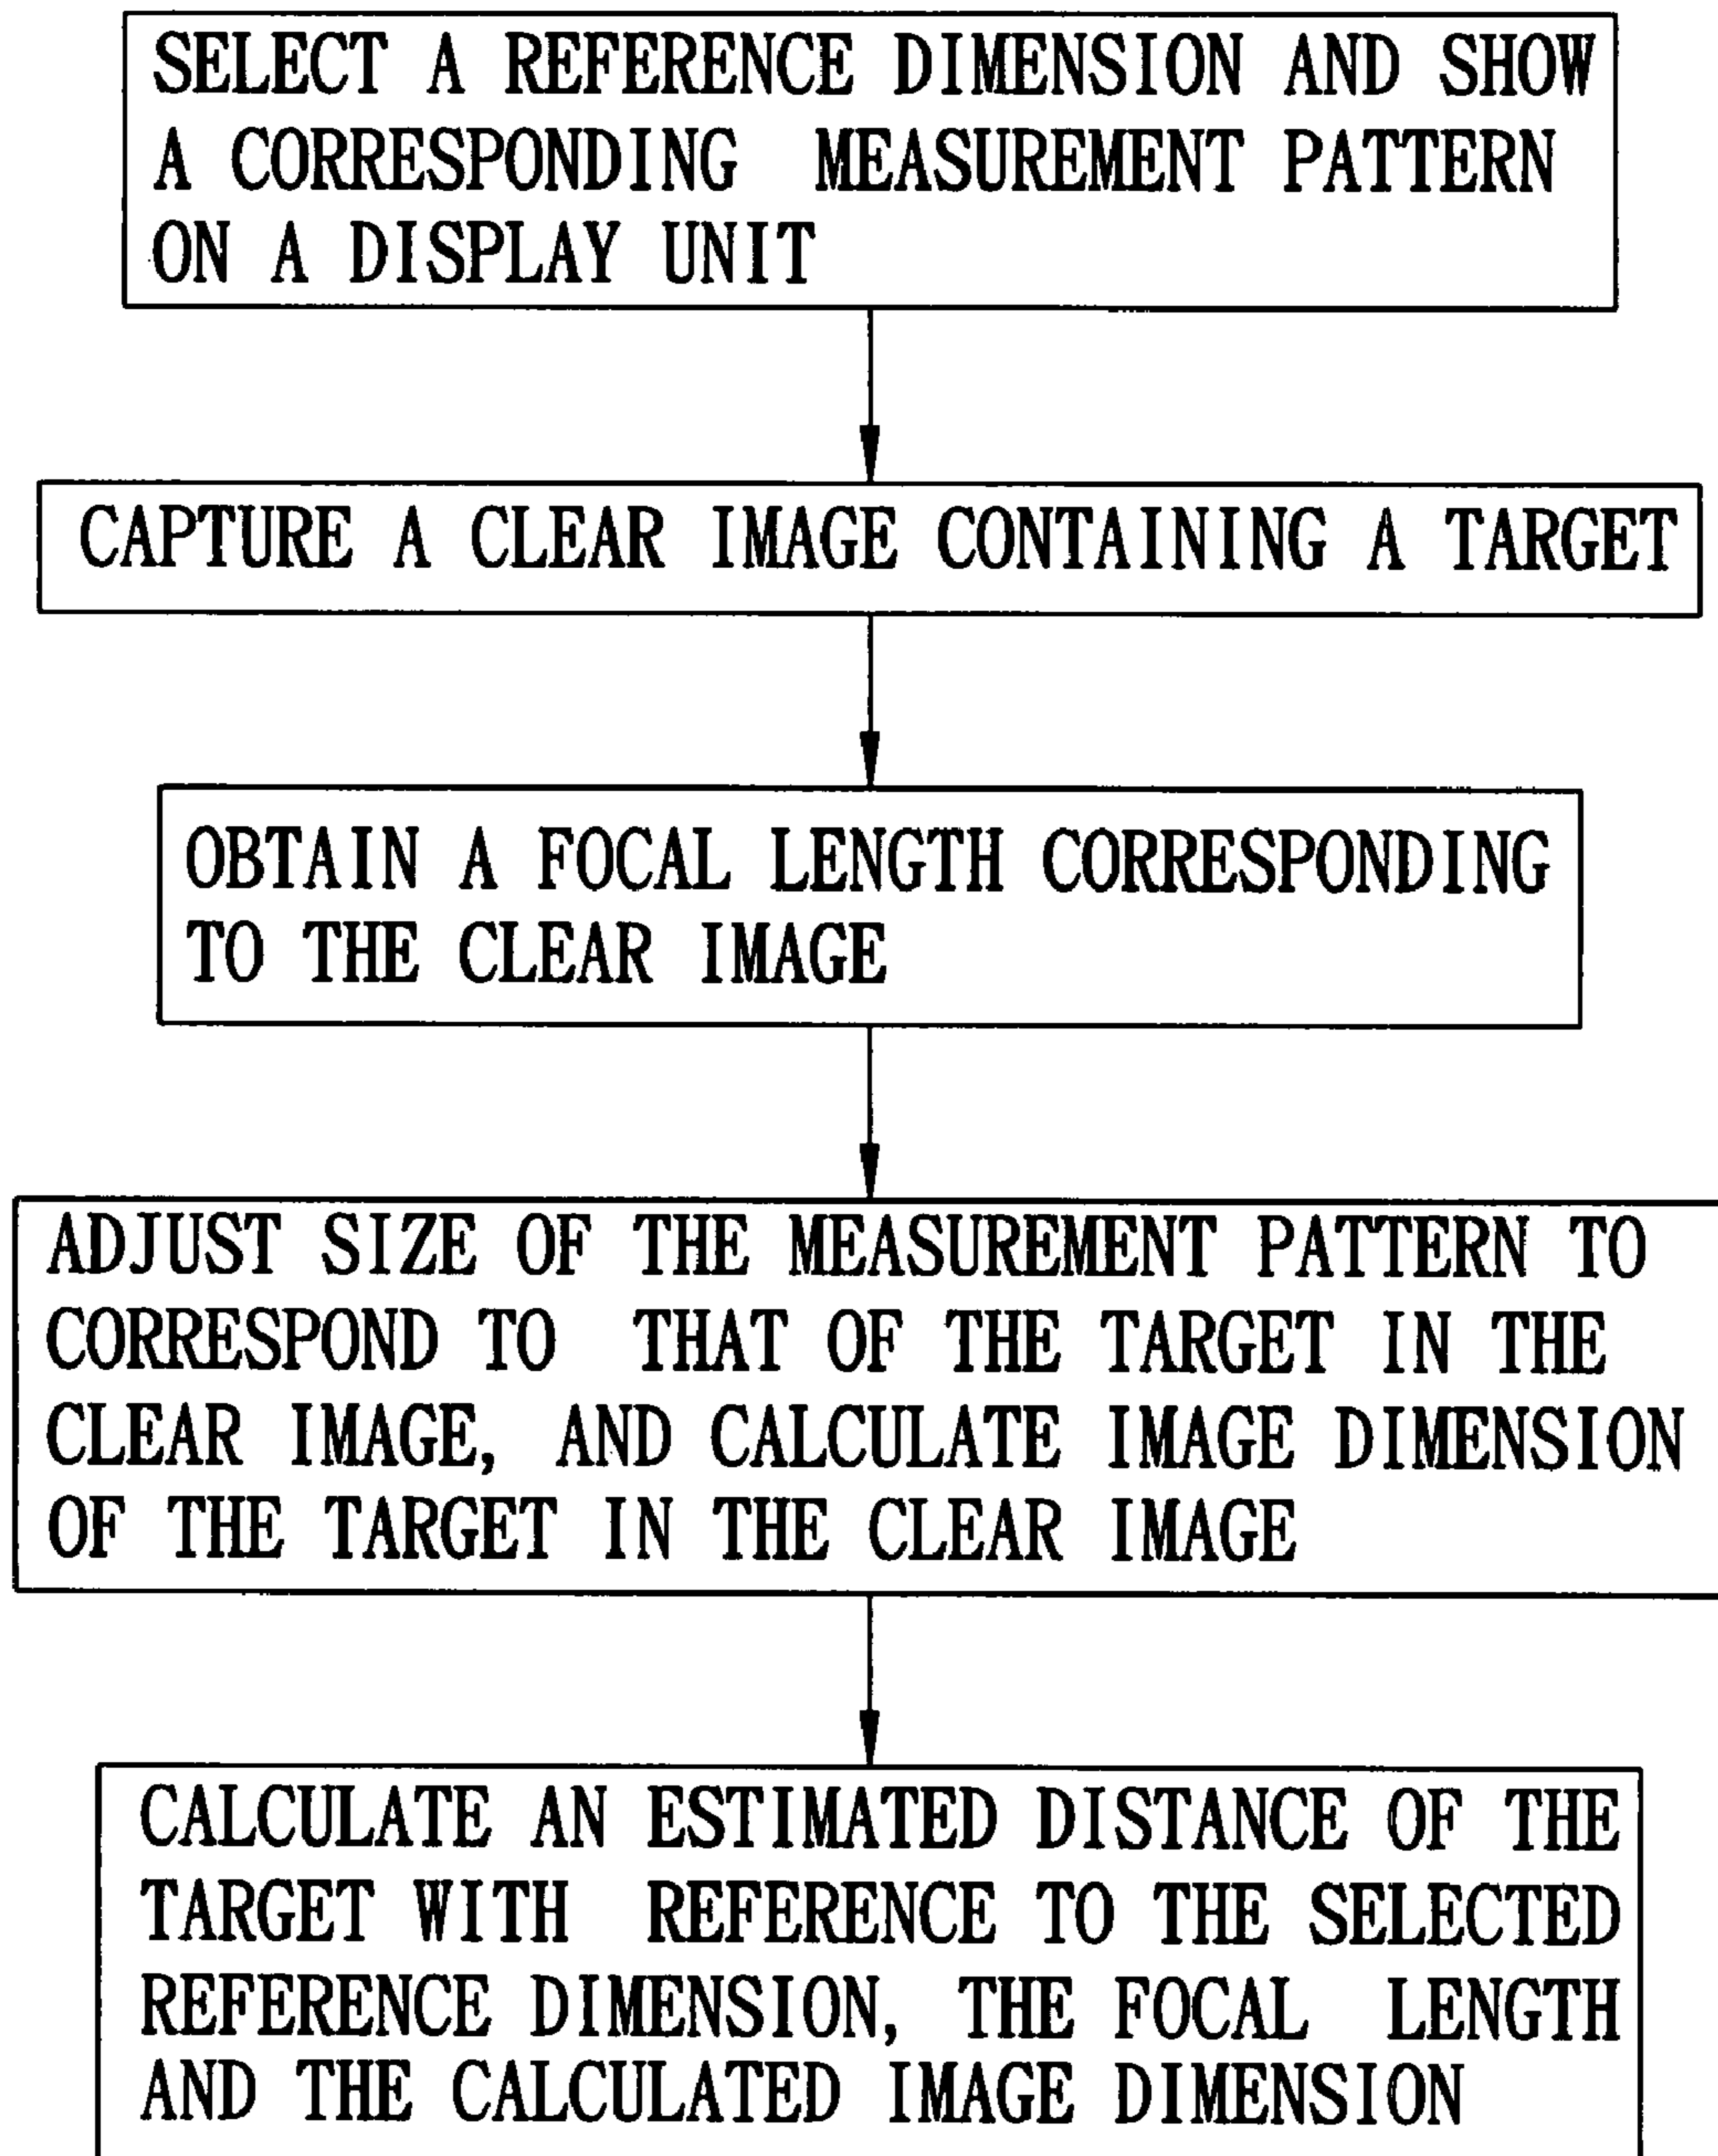 SELECT A REFERENCE DIMENSION AND SHOW
A CORRESPONDING MEASUREMENT PATTERN
ON A DISPLAY UNIT
CAPTURE A CLEAR IMAGE CONTAINING A TARGET
OBTAIN A FOCAL LENGTH CORRESPONDING
TO THE CLEAR IMAGE
ADJUST SIZE OF THE MEASUREMENT PATTERN TO
CORRESPOND TO THAT OF THE TARGET IN THE
CLEAR IMAGE, AND CALCULATE IMAGE DIMENSION
OF THE TARGET IN THE CLEAR IMAGE
CALCULATE AN ESTIMATED DISTANCE OF THE
TARGET WITH REFERENCE TO THE SELECTED
REFERENCE DIMENSION, THE FOCAL LENGTH
AND THE CALCULATED IMAGE DIMENSION